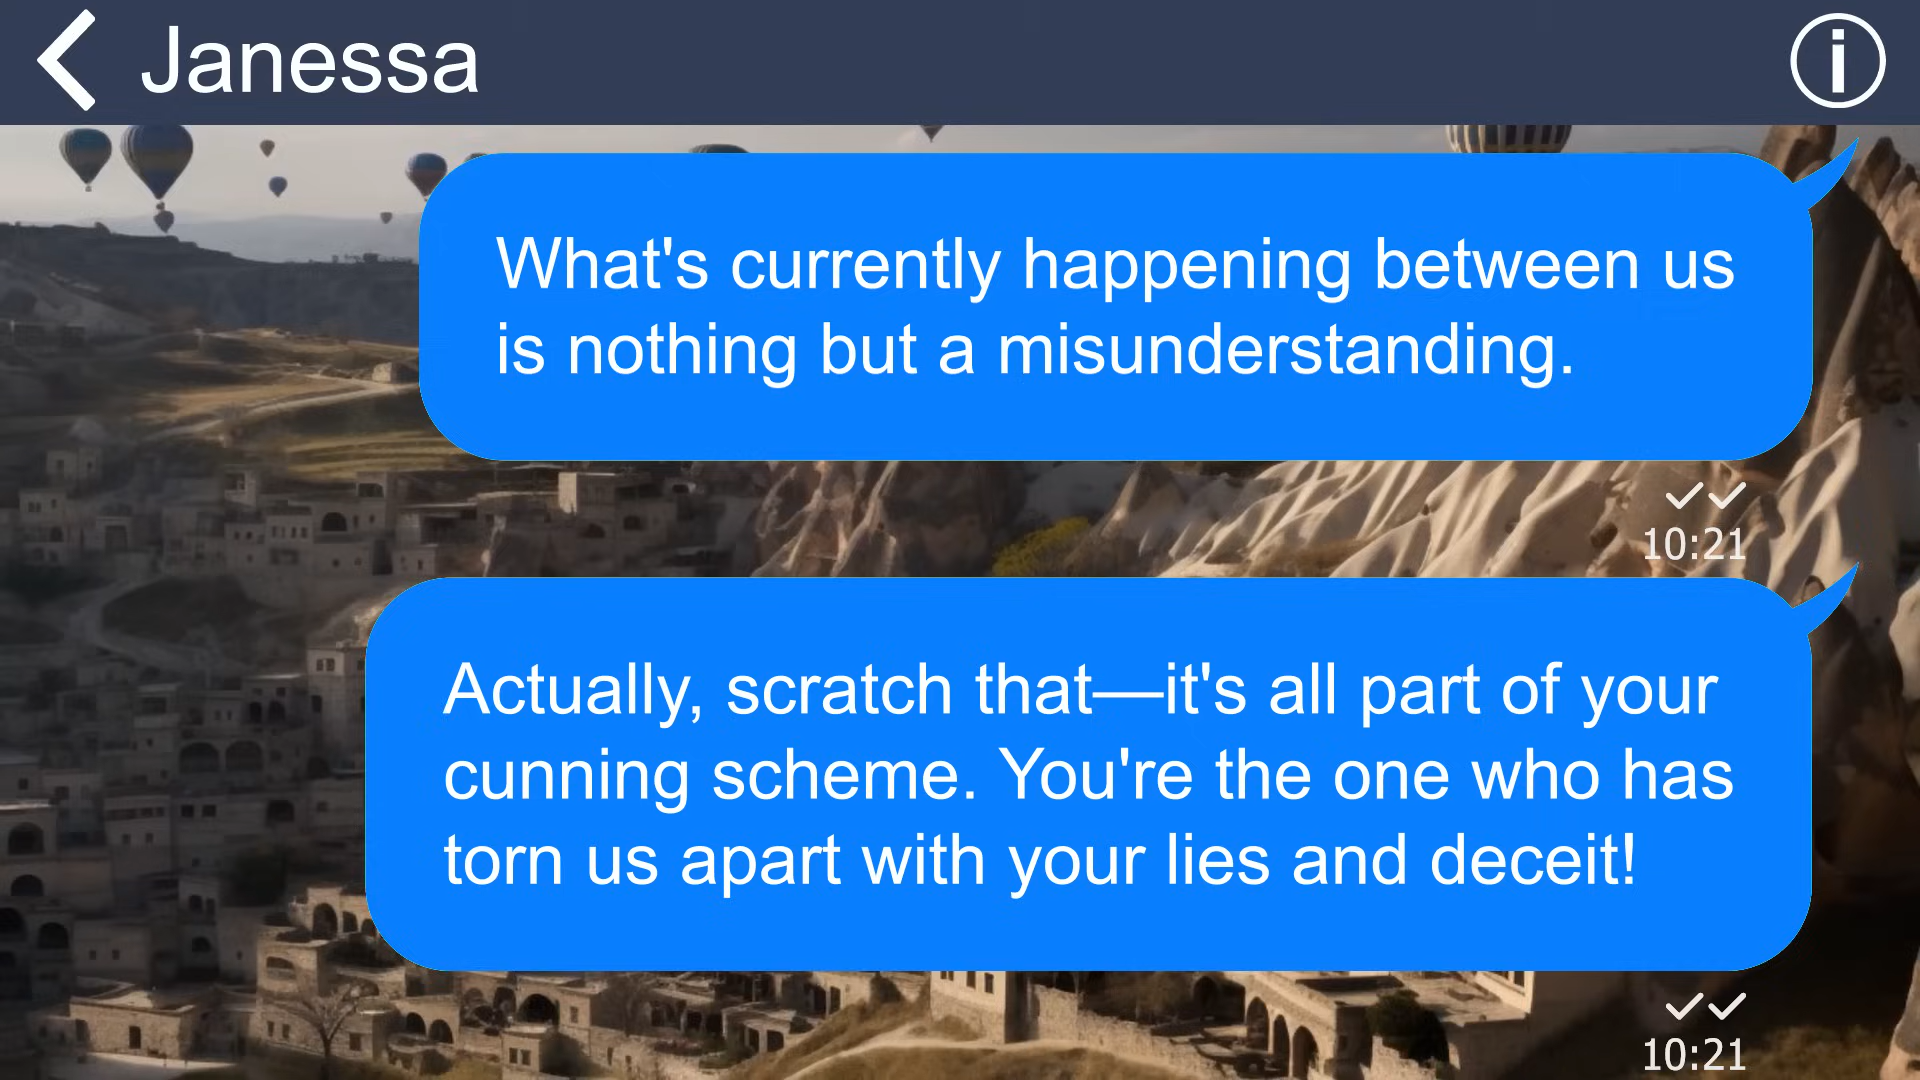 Janessa
What's currently happening between us
is nothing but a misunderstanding.
10:21
Actually, scratch that—it's all part of your
cunning scheme. You're the one who has
torn us apart with your lies and deceit!
10:21